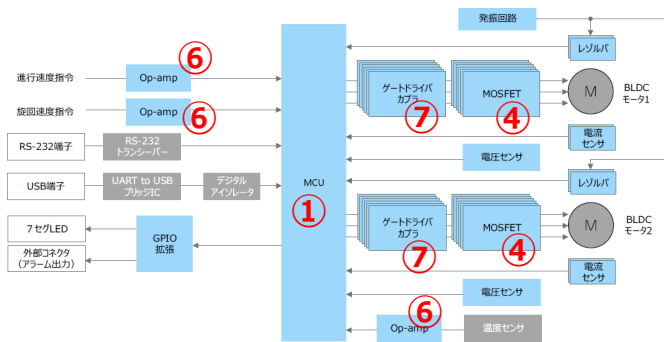 発振回路
レゾルバ
進行速度指令
Op-amp
⑥
旋回速度指令
Op-amp
⑥
RS-232端子
RS-232
トランシーバー
USB端子
UART to USB
ブリッジIC
デジタル
アイソレータ
7セグLED
外部コネクタ
(アラーム出力)
GPIO
拡張
MCU
①
ゲートドライバ
カプラ
⑦
MOSFET
④
M
BLDC
モータ1
電流
センサ
電圧センサ
レゾルバ
ゲートドライバ
カプラ
⑦
MOSFET
④
M
BLDC
モータ2
電流
センサ
電圧センサ
⑥
Op-amp
温度センサ